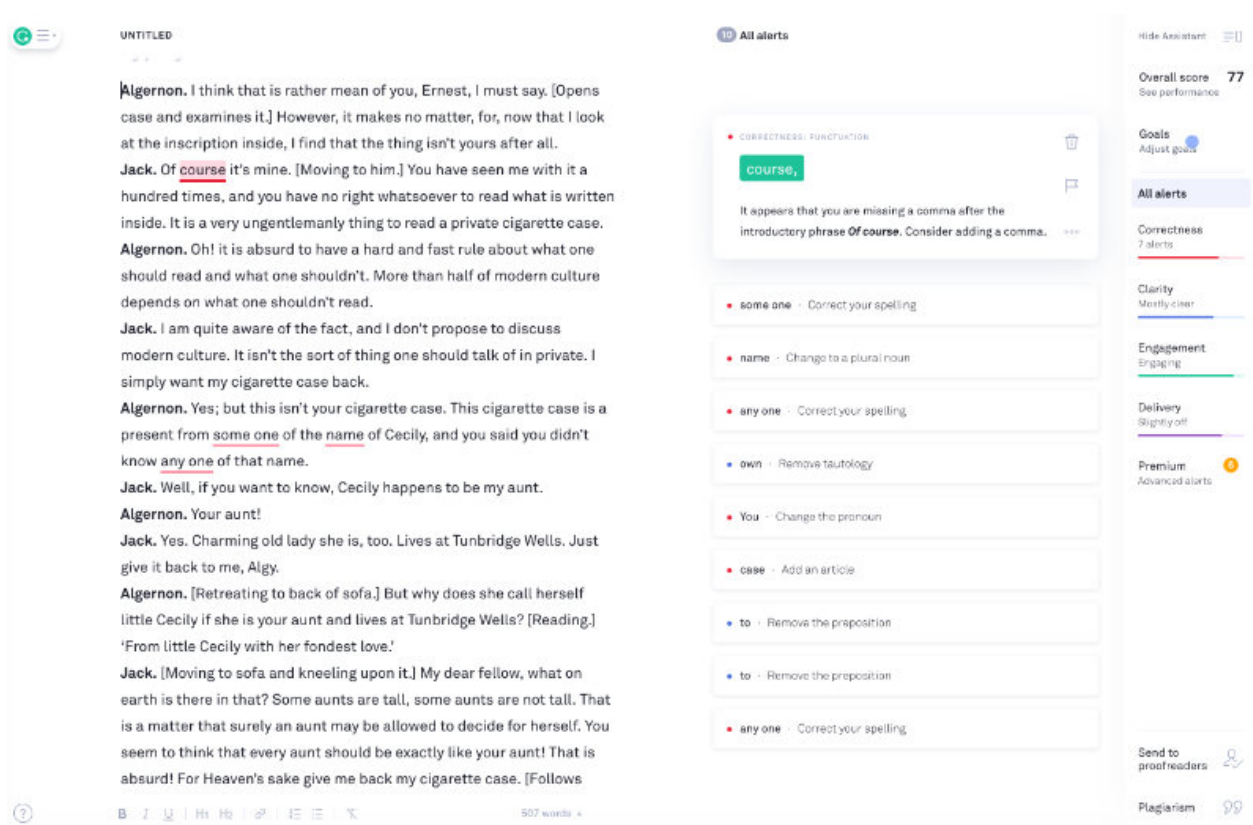 UNTITLED
Algernon. I think that is rather mean of you, Ernest, I must say. [Opens
case and examines it.] However, it makes no matter, for, now that I look
at the inscription inside, I find that the thing isn't yours after all.
Jack. Of course it's mine. [Moving to him.] You have seen me with it a
hundred times, and you have no right whatsoever to read what is written
inside. It is a very ungentlemanly thing to read a private cigarette case.
Algernon. Oh! it is absurd to have a hard and fast rule about what one
should read and what one shouldn't. More than half of modern culture
depends on what one shouldn't read.
Jack. I am quite aware of the fact, and I don't propose to discuss
modern culture. It isn't the sort of thing one should talk of in private. I
simply want my cigarette case back.
Algernon. Yes; but this isn't your cigarette case. This cigarette case is a
present from some one of the name of Cecily, and you said you didn't
know any one of that name.
Jack. Well, if you want to know, Cecily happens to be my aunt.
Algernon. Your aunt!
Jack. Yes. Charming old lady she is, too. Lives at Tunbridge Wells. Just
give it back to me, Algy.
Algernon. [Retreating to back of sofa.] But why does she call herself
little Cecily if she is your aunt and lives at Tunbridge Wells? [Reading.]
'From little Cecily with her fondest love.'
Jack. [Moving to sofa and kneeling upon it.] My dear fellow, what on
earth is there in that? Some aunts are tall, some aunts are not tall. That
is a matter that surely an aunt may be allowed to decide for herself. You
seem to think that every aunt should be exactly like your aunt! That is
absurd! For Heaven's sake give me back my cigarette case. [Follows
B I U H1 H2
507 words
10 All alerts
CORRECTNESS: PUNCTUATION
course,
It appears that you are missing a comma after the
introductory phrase Of course. Consider adding a comma.
some one · Correct your spelling
name · Change to a plural noun
any one · Correct your spelling
own · Remove tautology
You · Change the pronoun
case · Add an article
to · Remove the preposition
to · Remove the preposition
any one · Correct your spelling
Hide Assistant
Overall score 77
See performance
Goals
Adjust goals
All alerts
Correctness
7 alerts
Clarity
Mostly clear
Engagement
Engaging
Delivery
Slightly off
Premium 6
Advanced alerts
Send to
proofreaders
Plagiarism